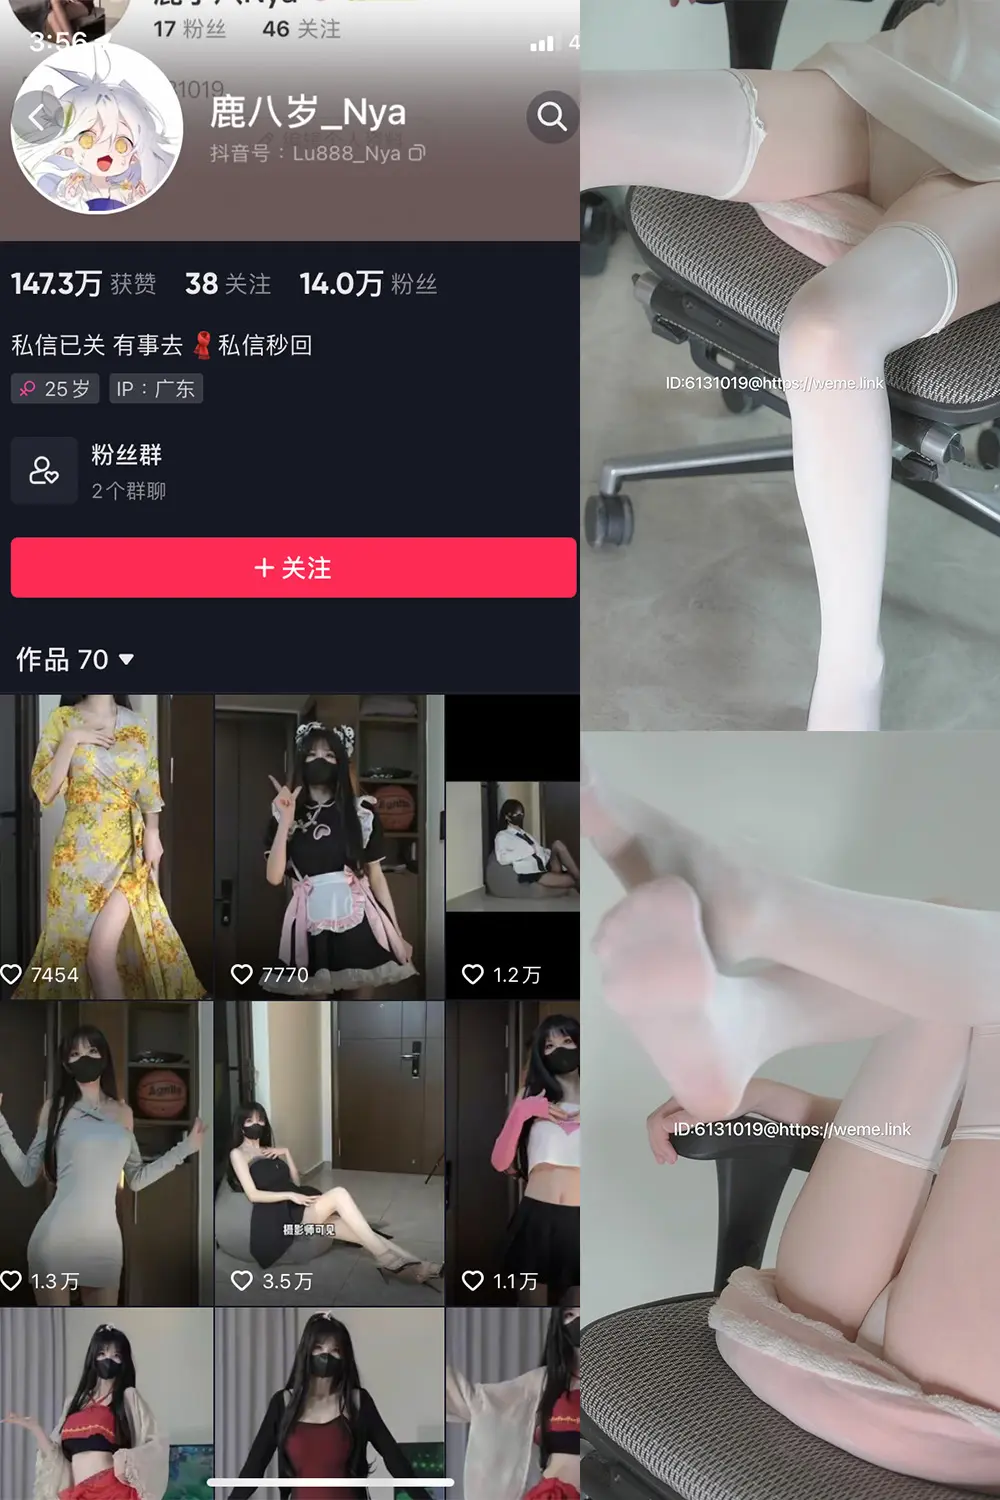 17 粉丝 46 关注
3:56
鹿八岁_Nya
抖音号：Lu888_Nya
147.3万 获赞 38 关注 14.0万 粉丝
私信已关 有事去 私信秒回
25岁 IP：广东
粉丝群
2个群聊
+ 关注
作品 70
7454 7770 1.2万
1.3万 3.5万 1.1万
摄影师可见
ID:6131019@https://weme.link
ID:6131019@https://weme.link